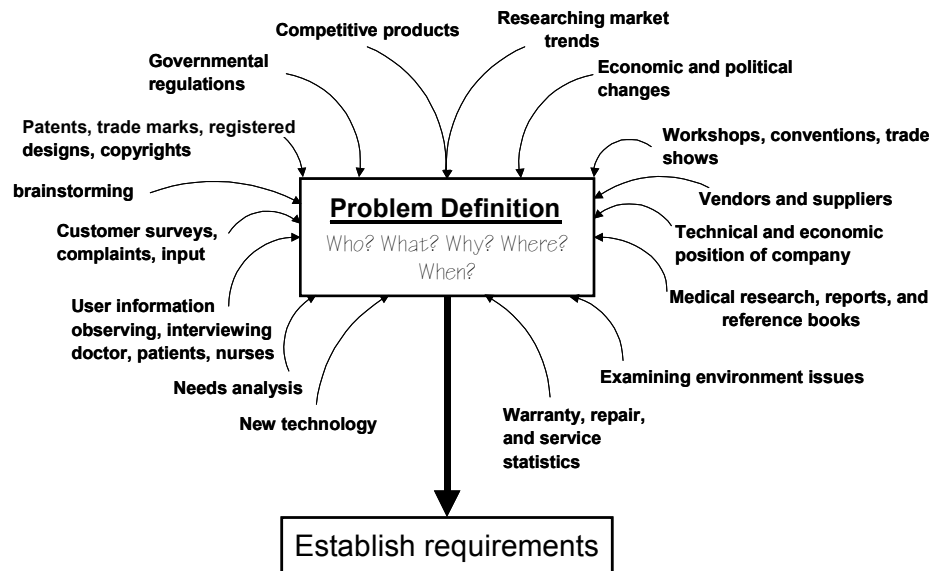 Competitive products
Researching market
trends
Governmental
regulations
Economic and political
changes
Patents, trade marks, registered
designs, copyrights
Workshops, conventions, trade
shows
brainstorming
Vendors and suppliers
Problem Definition
Who? What? Why? Where?
When?
Customer surveys,
complaints, input
Technical and economic
position of company
User information
observing, interviewing
doctor, patients, nurses
Medical research, reports, and
reference books
Needs analysis
Examining environment issues
New technology
Warranty, repair,
and service
statistics
Establish requirements